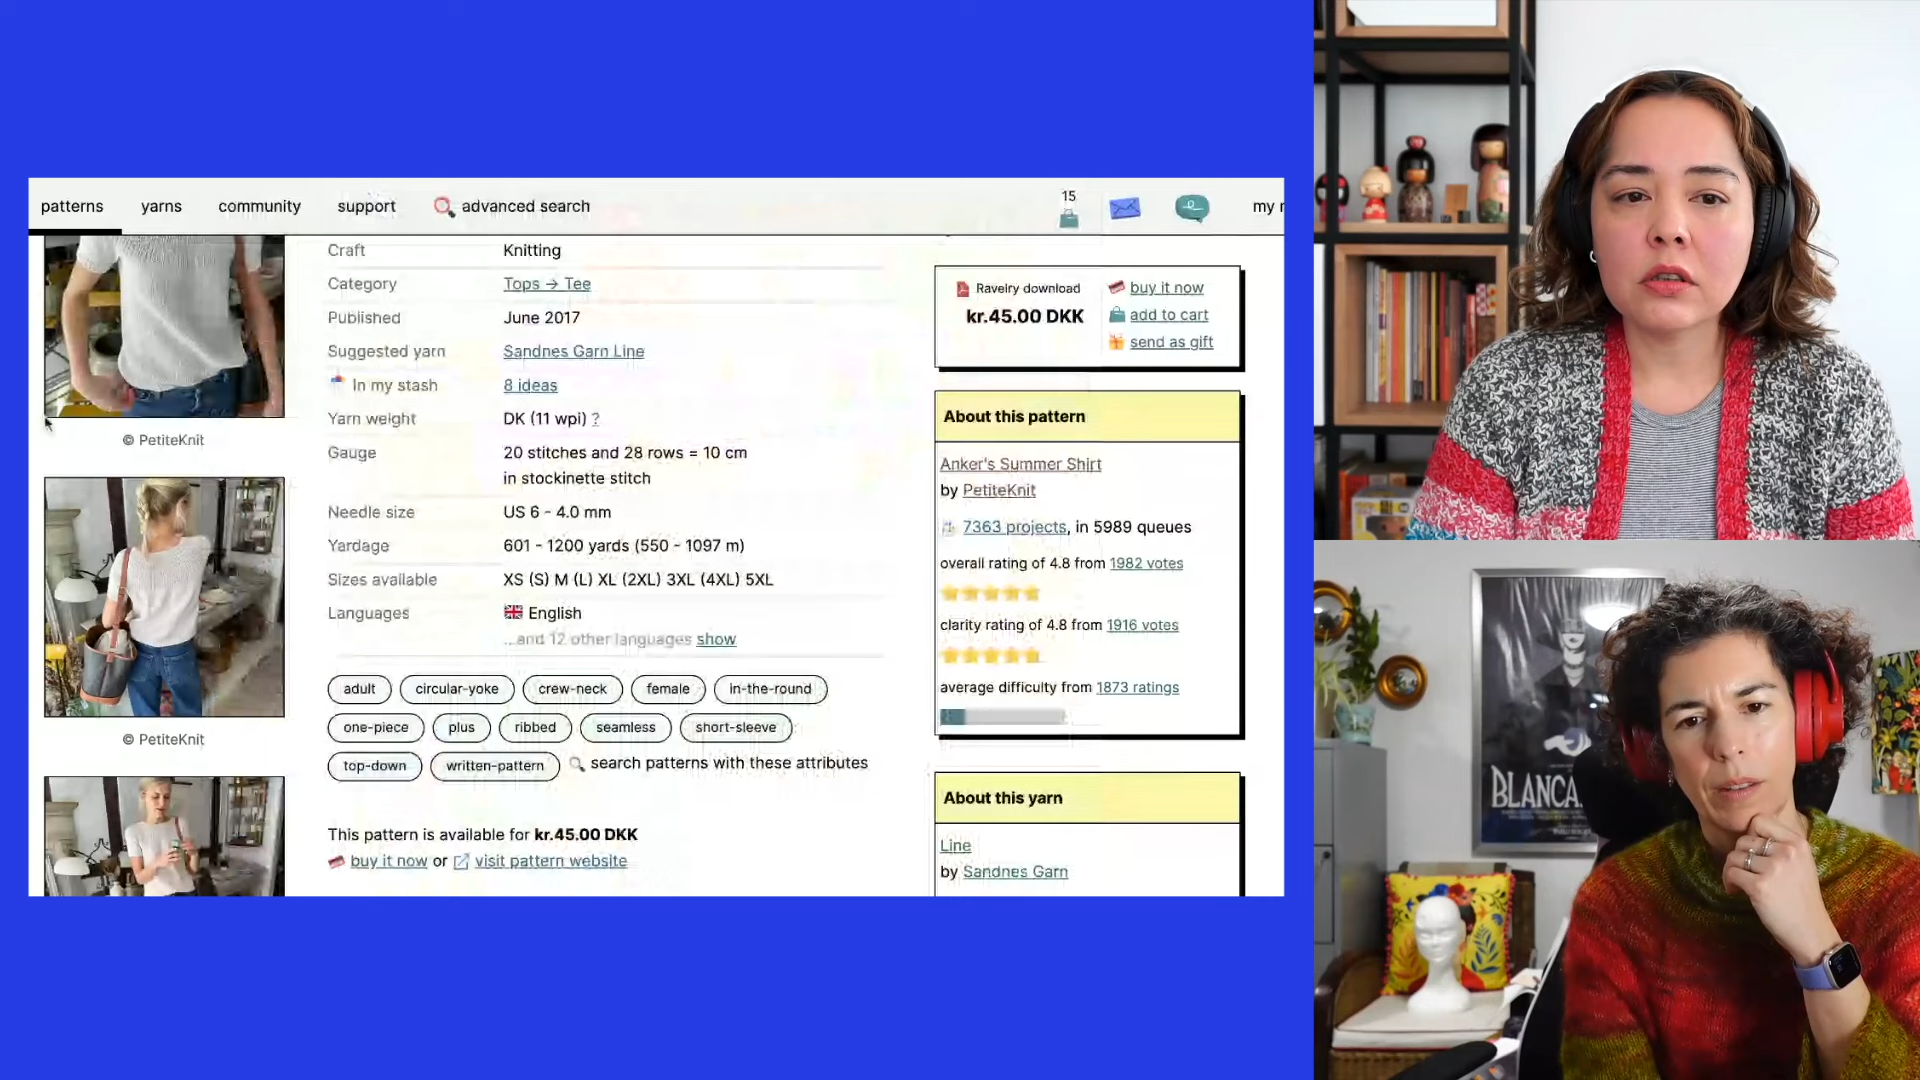 patterns yarns community support advanced search 15 my
Craft Knitting
Category Tops → Tee
Published June 2017
Suggested yarn Sandnes Garn Line
In my stash 8 ideas
Yarn weight DK (11 wpi) ?
Gauge 20 stitches and 28 rows = 10 cm
in stockinette stitch
Needle size US 6 - 4.0 mm
Yardage 601 - 1200 yards (550 - 1097 m)
Sizes available XS (S) M (L) XL (2XL) 3XL (4XL) 5XL
Languages English
...and 12 other languages show
adult circular-yoke crew-neck female in-the-round
one-piece plus ribbed seamless short-sleeve
top-down written-pattern search patterns with these attributes
This pattern is available for kr.45.00 DKK
buy it now or visit pattern website
© PetiteKnit
© PetiteKnit
Ravelry download
kr.45.00 DKK
buy it now
add to cart
send as gift
About this pattern
Anker's Summer Shirt
by PetiteKnit
7363 projects, in 5989 queues
overall rating of 4.8 from 1982 votes
clarity rating of 4.8 from 1916 votes
average difficulty from 1873 ratings
About this yarn
Line
by Sandnes Garn
BLANCA